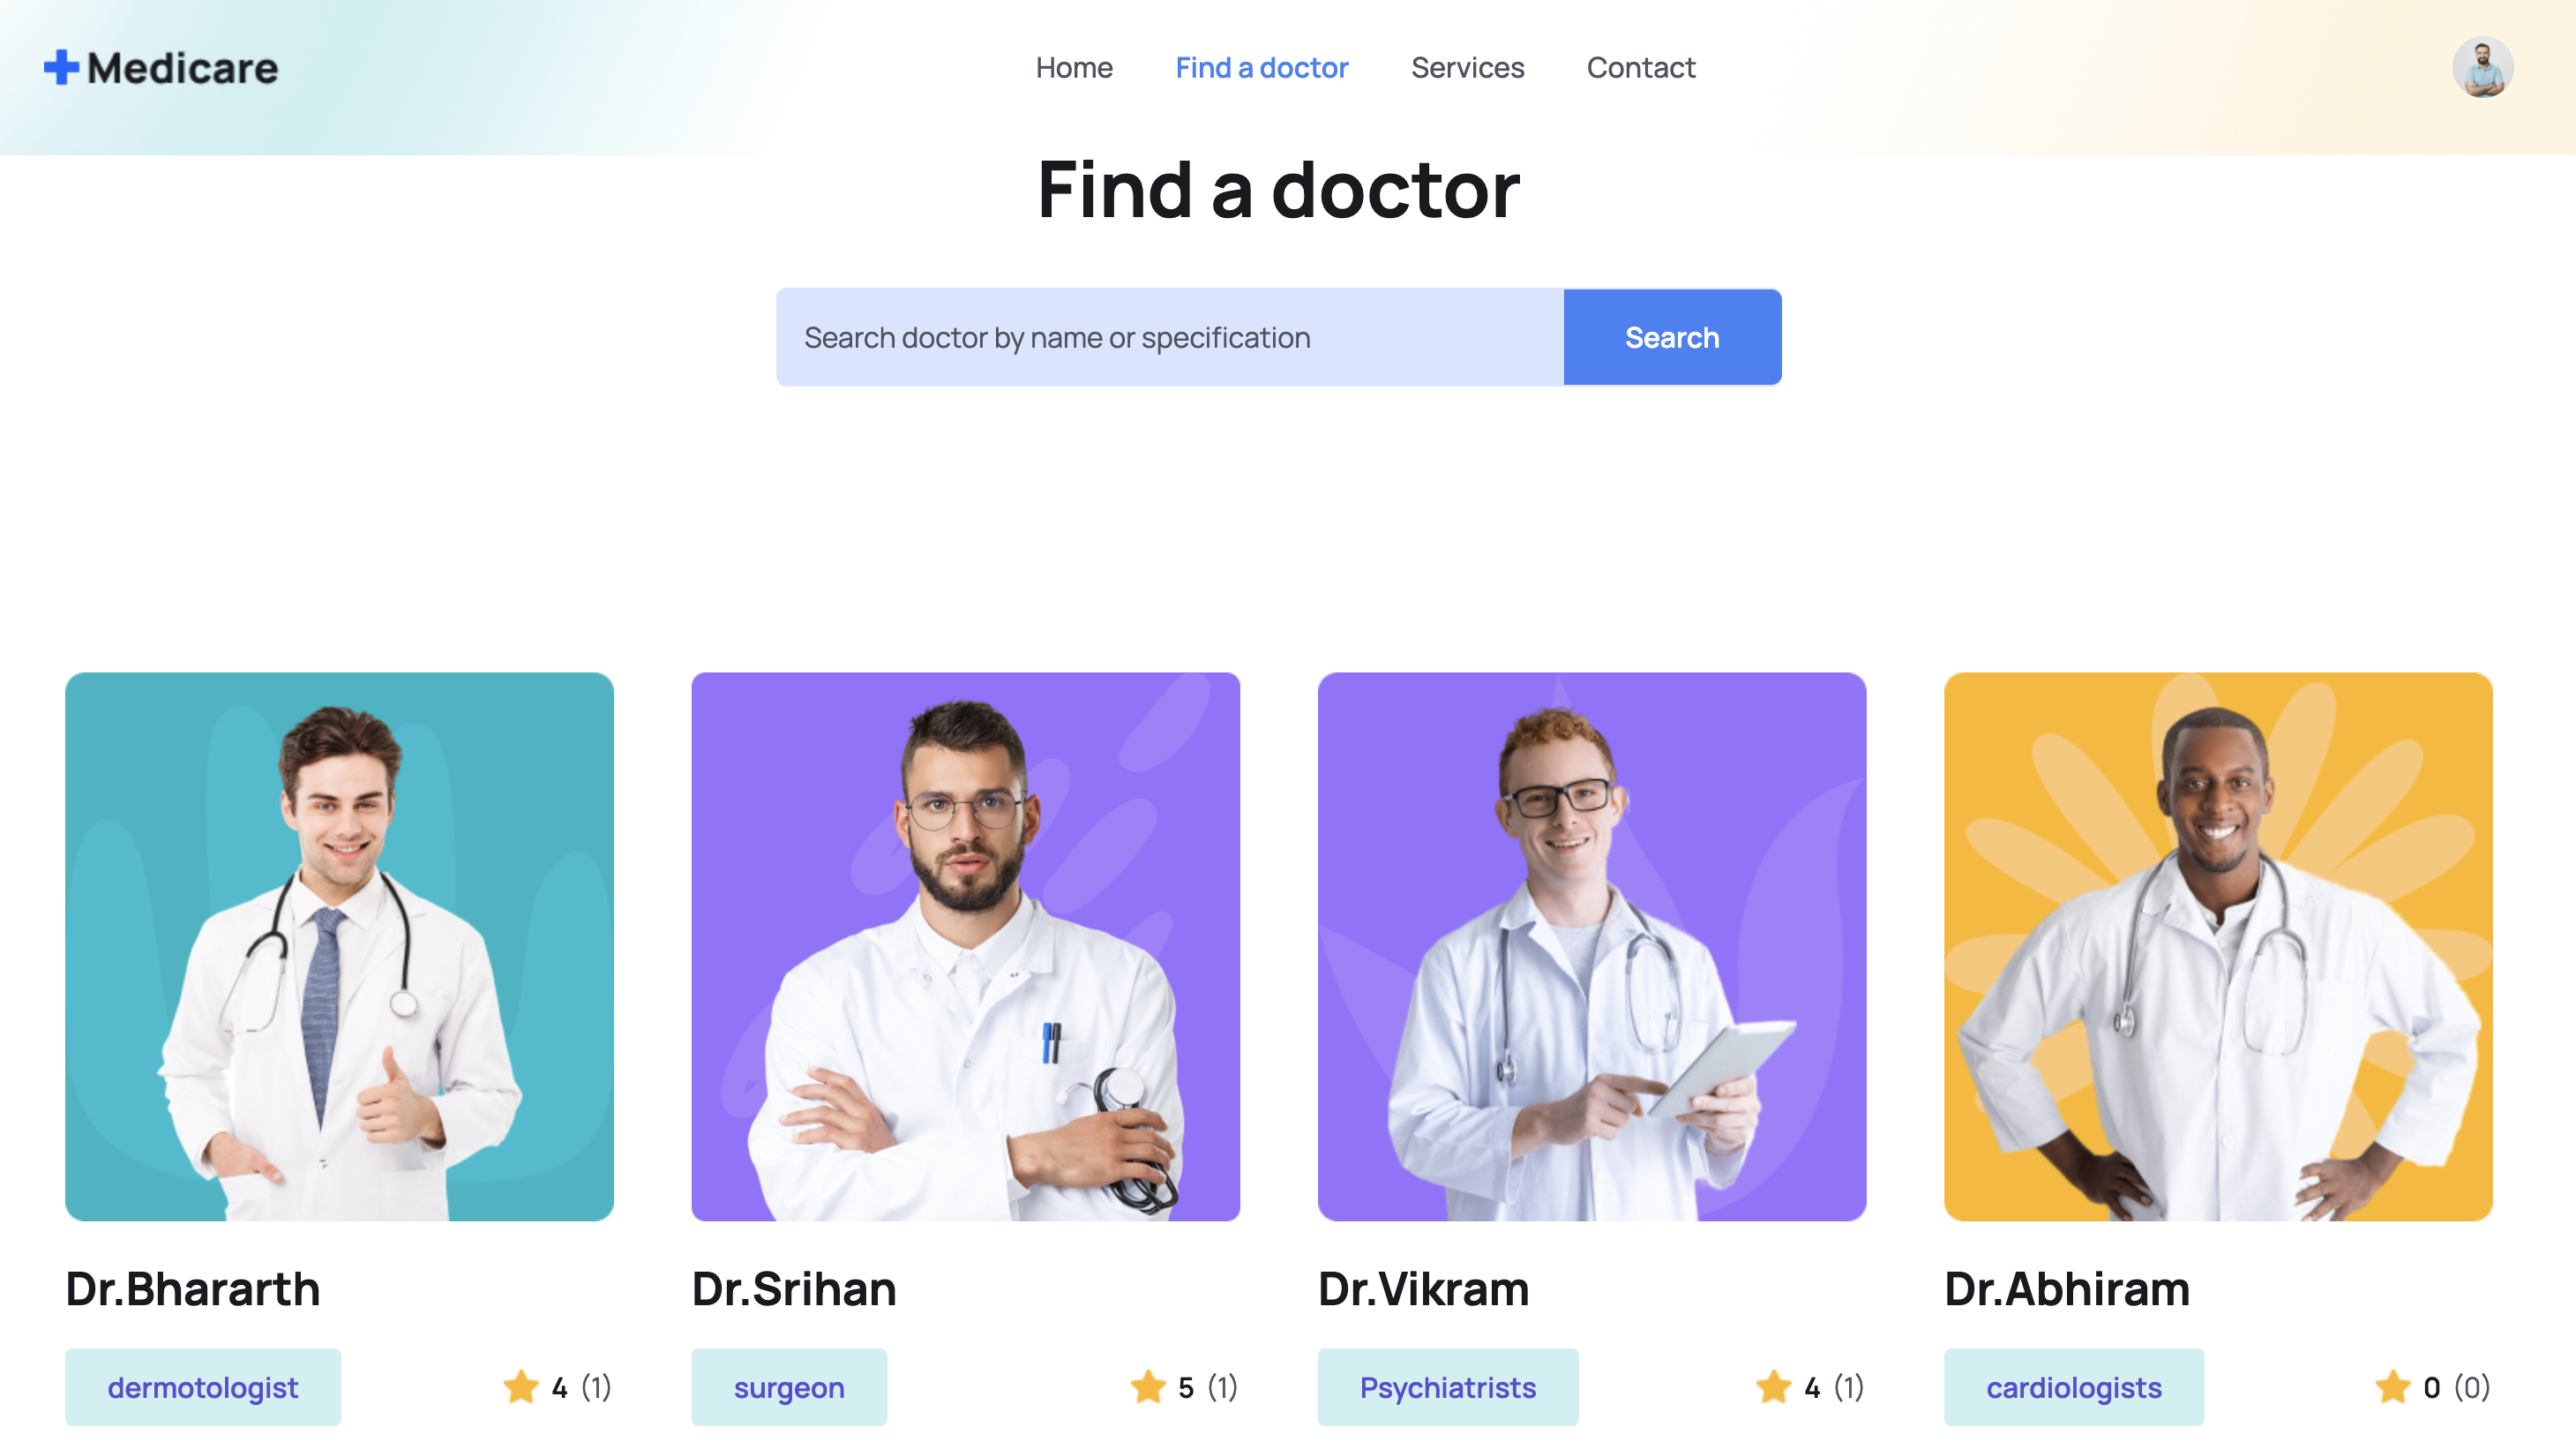 Medicare
Home Find a doctor Services Contact
Find a doctor
Search doctor by name or specification Search
Dr.Bhararth Dr.Srihan Dr.Vikram Dr.Abhiram
dermotologist 4 (1) surgeon 5 (1) Psychiatrists 4 (1) cardiologists 0 (0)